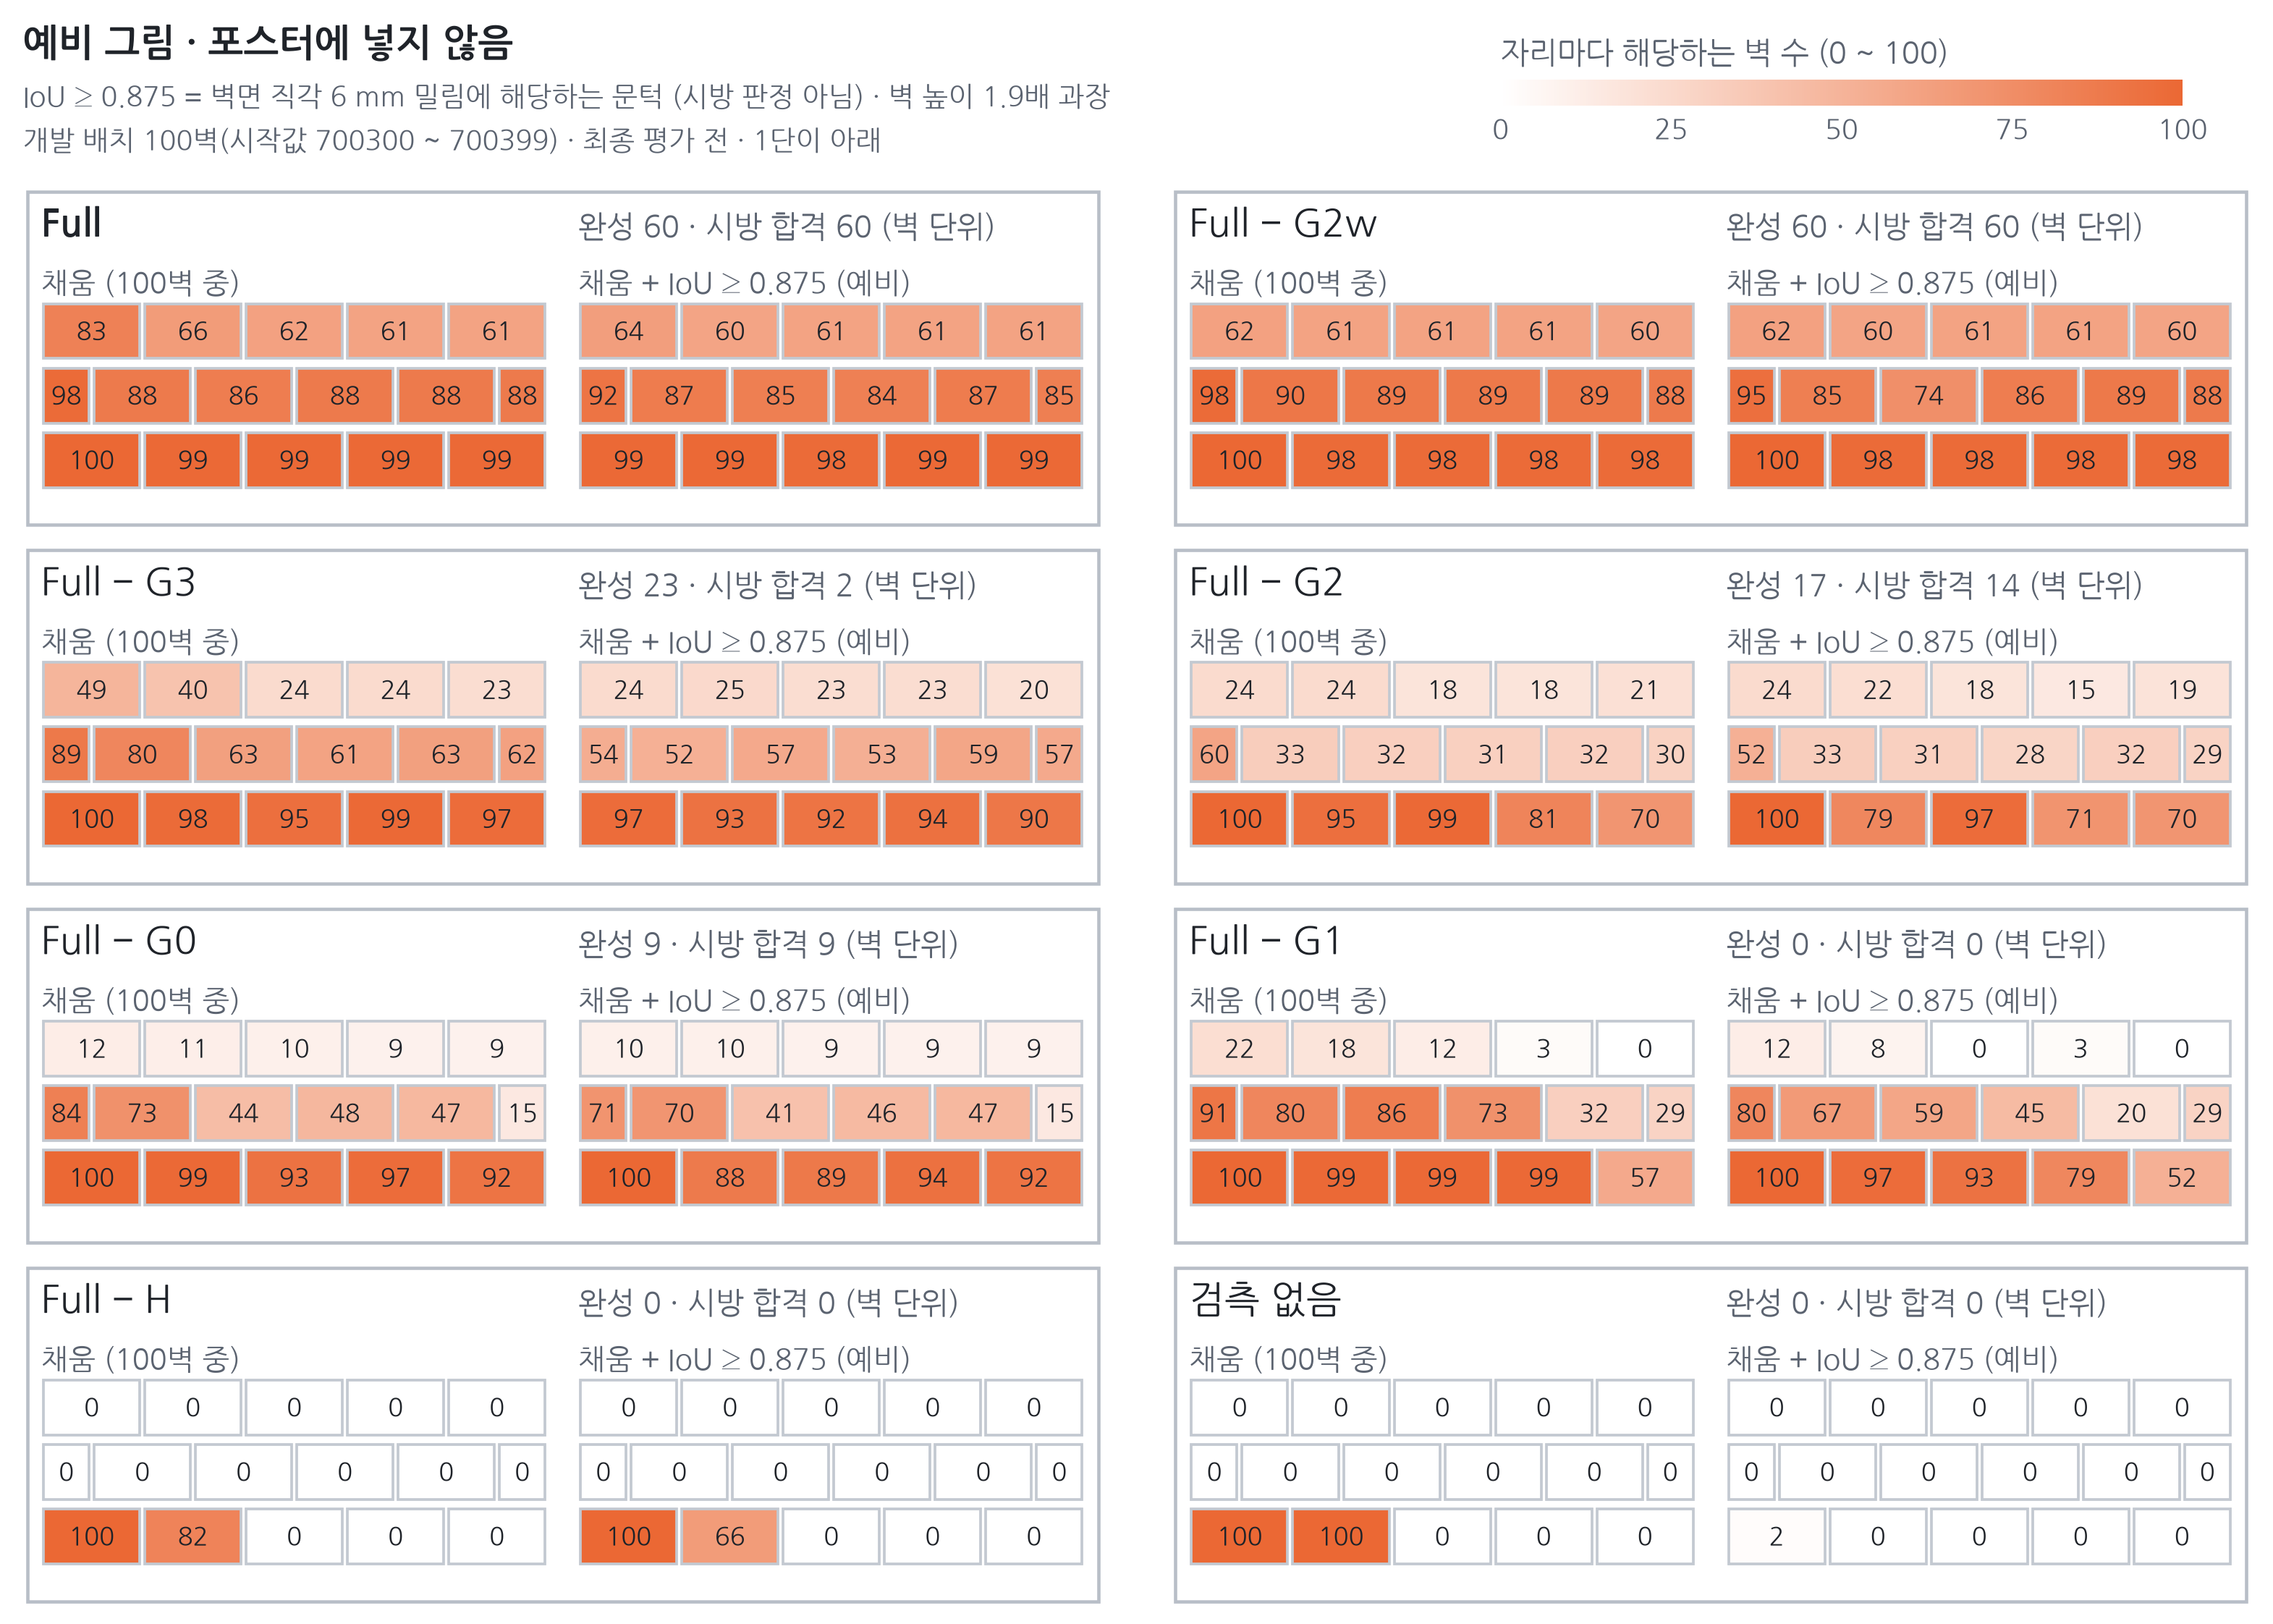 예비 그림 · 포스터에 넣지 않음
IoU ≥ 0.875 = 벽면 직각 6 mm 밀림에 해당하는 문턱 (시방 판정 아님) · 벽 높이 1.9배 과장
개발 배치 100벽(시작값 700300 ~ 700399) · 최종 평가 전 · 1단이 아래
자리마다 해당하는 벽 수 (0 ~ 100)
0 25 50 75 100
Full
완성 60 · 시방 합격 60 (벽 단위)
채움 (100벽 중)
83 66 62 61 61
98 88 86 88 88 88
100 99 99 99 99
채움 + IoU ≥ 0.875 (예비)
64 60 61 61 61
92 87 85 84 87 85
99 99 98 99 99
Full − G2w
완성 60 · 시방 합격 60 (벽 단위)
채움 (100벽 중)
62 61 61 61 60
98 90 89 89 89 88
100 98 98 98 98
채움 + IoU ≥ 0.875 (예비)
62 60 61 61 60
95 85 74 86 89 88
100 98 98 98 98
Full − G3
완성 23 · 시방 합격 2 (벽 단위)
채움 (100벽 중)
49 40 24 24 23
89 80 63 61 63 62
100 98 95 99 97
채움 + IoU ≥ 0.875 (예비)
24 25 23 23 20
54 52 57 53 59 57
97 93 92 94 90
Full − G2
완성 17 · 시방 합격 14 (벽 단위)
채움 (100벽 중)
24 24 18 18 21
60 33 32 31 32 30
100 95 99 81 70
채움 + IoU ≥ 0.875 (예비)
24 22 18 15 19
52 33 31 28 32 29
100 79 97 71 70
Full − G0
완성 9 · 시방 합격 9 (벽 단위)
채움 (100벽 중)
12 11 10 9 9
84 73 44 48 47 15
100 99 93 97 92
채움 + IoU ≥ 0.875 (예비)
10 10 9 9 9
71 70 41 46 47 15
100 88 89 94 92
Full − G1
완성 0 · 시방 합격 0 (벽 단위)
채움 (100벽 중)
22 18 12 3 0
91 80 86 73 32 29
100 99 99 99 57
채움 + IoU ≥ 0.875 (예비)
12 8 0 3 0
80 67 59 45 20 29
100 97 93 79 52
Full − H
완성 0 · 시방 합격 0 (벽 단위)
채움 (100벽 중)
0 0 0 0 0
0 0 0 0 0 0
100 82 0 0 0
채움 + IoU ≥ 0.875 (예비)
0 0 0 0 0
0 0 0 0 0 0
100 66 0 0 0
검측 없음
완성 0 · 시방 합격 0 (벽 단위)
채움 (100벽 중)
0 0 0 0 0
0 0 0 0 0 0
100 100 0 0 0
채움 + IoU ≥ 0.875 (예비)
0 0 0 0 0
0 0 0 0 0 0
2 0 0 0 0